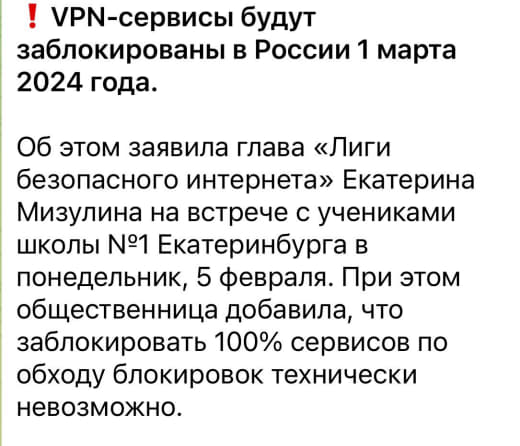 ❗ VPN-сервисы будут
заблокированы в России 1 марта
2024 года.
Об этом заявила глава «Лиги
безопасного интернета» Екатерина
Мизулина на встрече с учениками
школы №1 Екатеринбурга в
понедельник, 5 февраля. При этом
общественница добавила, что
заблокировать 100% сервисов по
обходу блокировок технически
невозможно.